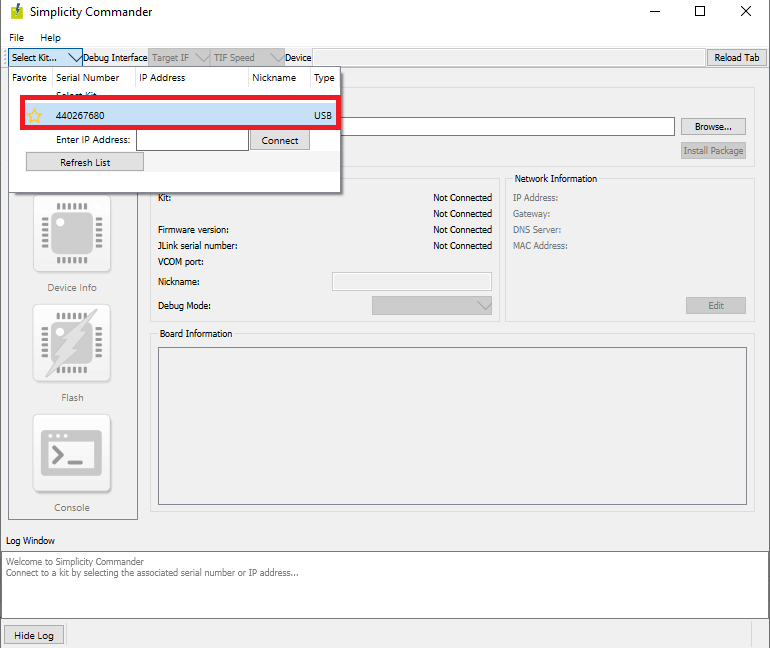 Simplicity Commander
File Help
Select Kit... Debug Interface Target IF TIF Speed Device Reload Tab
Favorite Serial Number IP Address Nickname Type
Select Kit
440267680 USB
Browse...
Enter IP Address: Connect
Install Package
Refresh List
Network Information
Kit: Not Connected IP Address:
Not Connected Gateway:
Firmware version: Not Connected DNS Server:
JLink serial number: Not Connected MAC Address:
VCOM port:
Nickname:
Device Info
Debug Mode: Edit
Board Information
Flash
Console
Log Window
Welcome to Simplicity Commander
Connect to a kit by selecting the associated serial number or IP address...
Hide Log